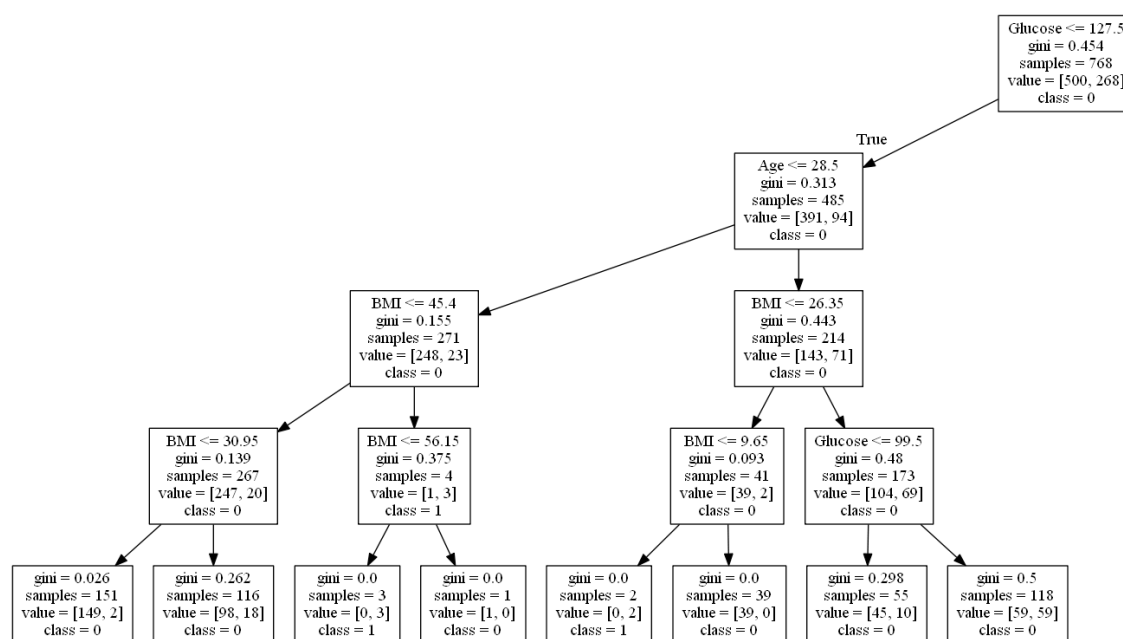 Glucose <= 127.5
gini = 0.454
samples = 768
value = [500, 268]
class = 0
True
Age <= 28.5
gini = 0.313
samples = 485
value = [391, 94]
class = 0
BMI <= 45.4
gini = 0.155
samples = 271
value = [248, 23]
class = 0
BMI <= 26.35
gini = 0.443
samples = 214
value = [143, 71]
class = 0
BMI <= 30.95
gini = 0.139
samples = 267
value = [247, 20]
class = 0
BMI <= 56.15
gini = 0.375
samples = 4
value = [1, 3]
class = 1
BMI <= 9.65
gini = 0.093
samples = 41
value = [39, 2]
class = 0
Glucose <= 99.5
gini = 0.48
samples = 173
value = [104, 69]
class = 0
gini = 0.026
samples = 151
value = [149, 2]
class = 0
gini = 0.262
samples = 116
value = [98, 18]
class = 0
gini = 0.0
samples = 3
value = [0, 3]
class = 1
gini = 0.0
samples = 1
value = [1, 0]
class = 0
gini = 0.0
samples = 2
value = [0, 2]
class = 1
gini = 0.0
samples = 39
value = [39, 0]
class = 0
gini = 0.298
samples = 55
value = [45, 10]
class = 0
gini = 0.5
samples = 118
value = [59, 59]
class = 0